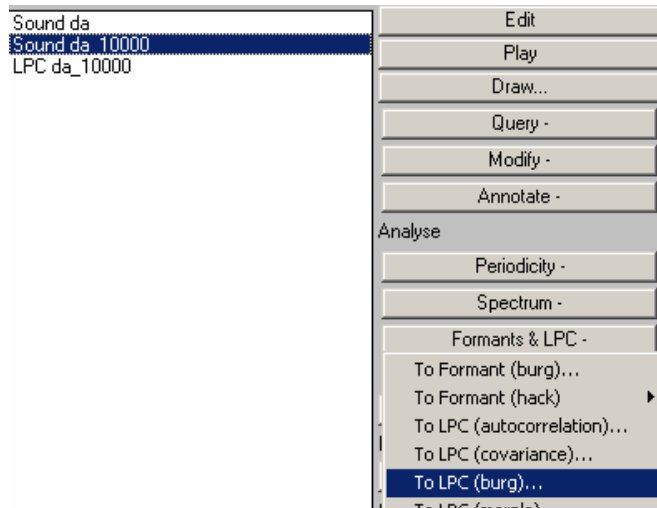 Sound da
Sound da_10000
LPC da_10000
Edit
Play
Draw...
Query -
Modify -
Annotate -
Analyse
Periodicity -
Spectrum -
Formants & LPC -
To Formant (burg)...
To Formant (hack)
To LPC (autocorrelation)...
To LPC (covariance)...
To LPC (burg)...